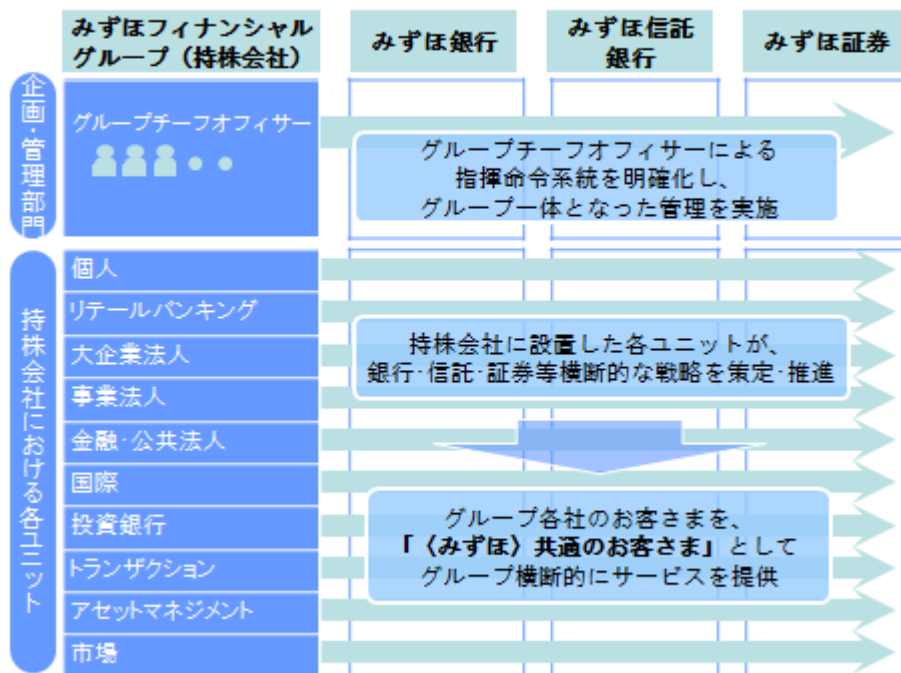 みずほフィナンシャル
グループ（持株会社）
みずほ銀行
みずほ信託
銀行
みずほ証券
企画・管理部門
グループチーフオフィサー
グループチーフオフィサーによる
指揮命令系統を明確化し、
グループ一体となった管理を実施
持株会社における各ユニット
個人
リテールバンキング
大企業法人
事業法人
金融・公共法人
国際
投資銀行
トランザクション
アセットマネジメント
市場
持株会社に設置した各ユニットが、
銀行・信託・証券等横断的な戦略を策定・推進
グループ各社のお客さまを、
「〈みずほ〉共通のお客さま」として
グループ横断的にサービスを提供